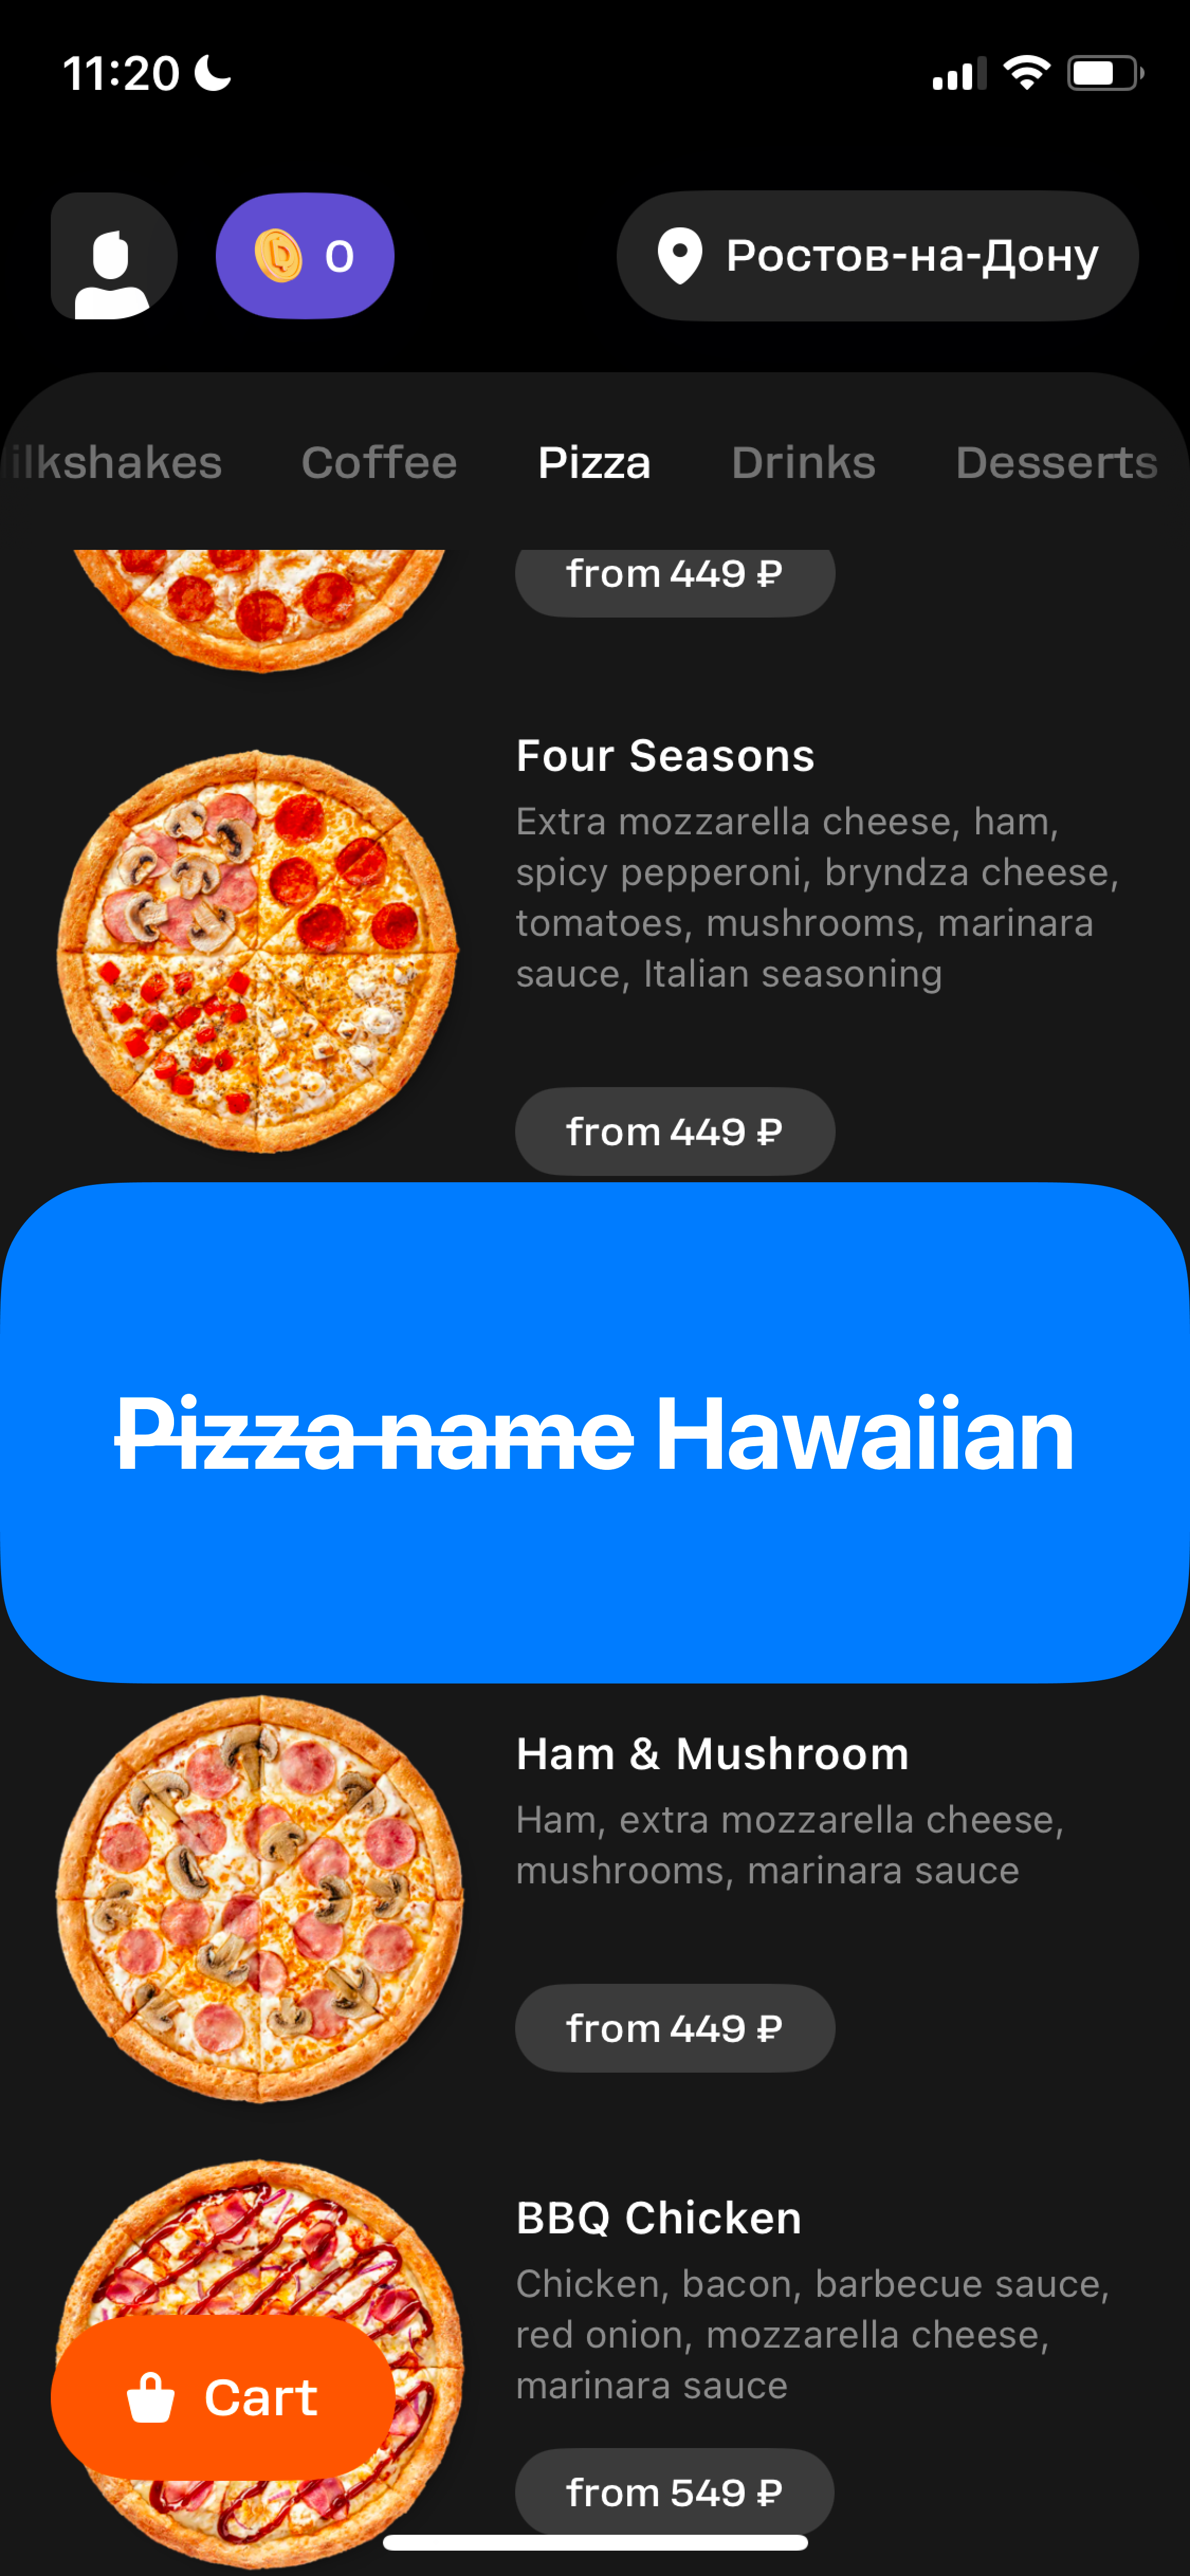 11:20
0
Ростов-на-Дону
ilkshakes Coffee Pizza Drinks Desserts
from 449 ₽
Four Seasons
Extra mozzarella cheese, ham,
spicy pepperoni, bryndza cheese,
tomatoes, mushrooms, marinara
sauce, Italian seasoning
from 449 ₽
Pizza name Hawaiian
Ham & Mushroom
Ham, extra mozzarella cheese,
mushrooms, marinara sauce
from 449 ₽
BBQ Chicken
Chicken, bacon, barbecue sauce,
red onion, mozzarella cheese,
marinara sauce
Cart
from 549 ₽